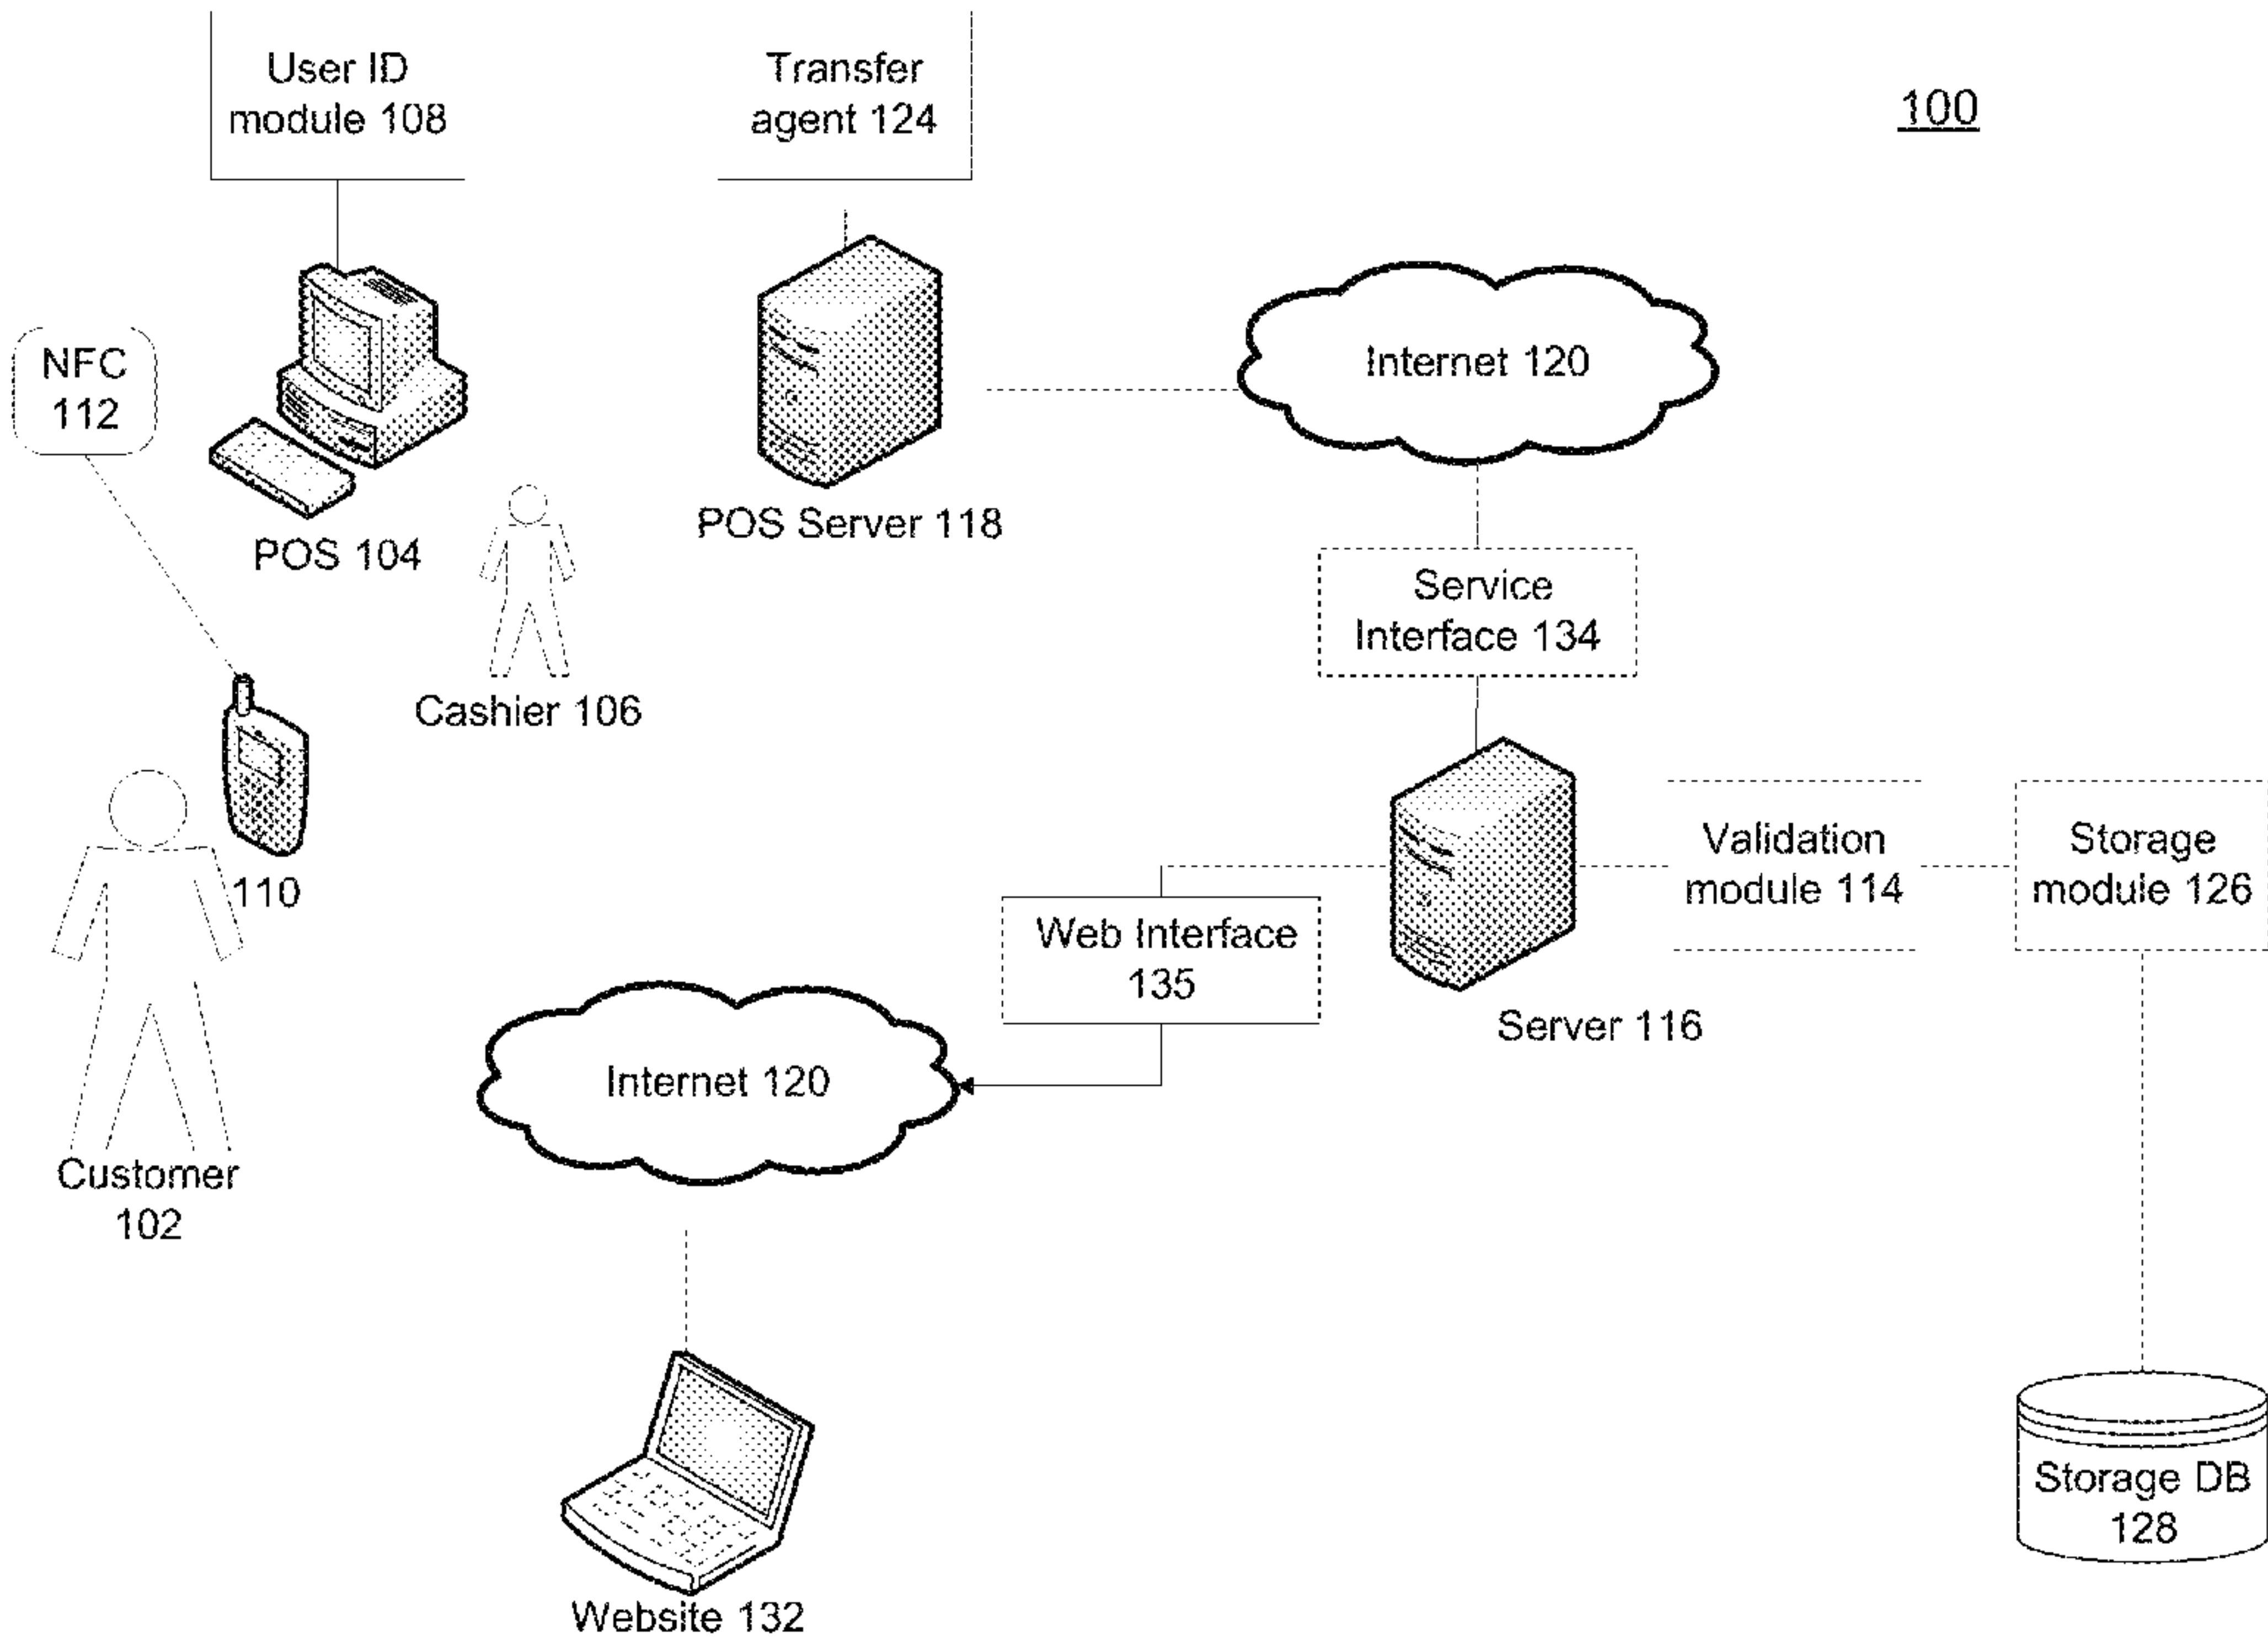 User ID
module 108
Transfer
agent 124
100
NFC
112
Internet 120
POS 104
POS Server 118
Service
Interface 134
Cashier 106
110
Validation
module 114
Storage
module 126
Web Interface
135
Server 116
Internet 120
Customer
102
Storage DB
128
Website 132